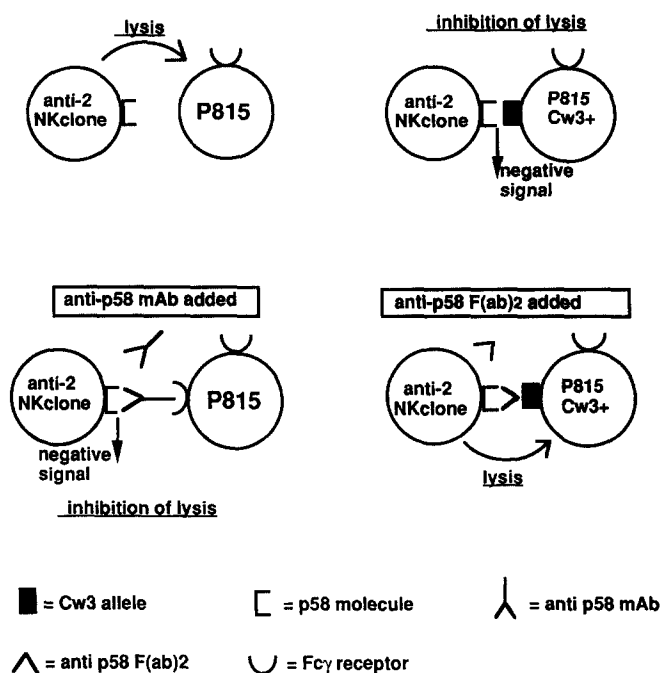 lysis
anti-2
NKclone
P815
inhibition of lysis
anti-2
NKclone
P815
Cw3+
negative
signal
anti-p58 mAb added
anti-2
NKclone
P815
negative
signal
inhibition of lysis
anti-p58 F(ab)2 added
anti-2
NKclone
P815
Cw3+
lysis
= Cw3 allele
= p58 molecule
= anti p58 mAb
= anti p58 F(ab)2
= Fcγ receptor